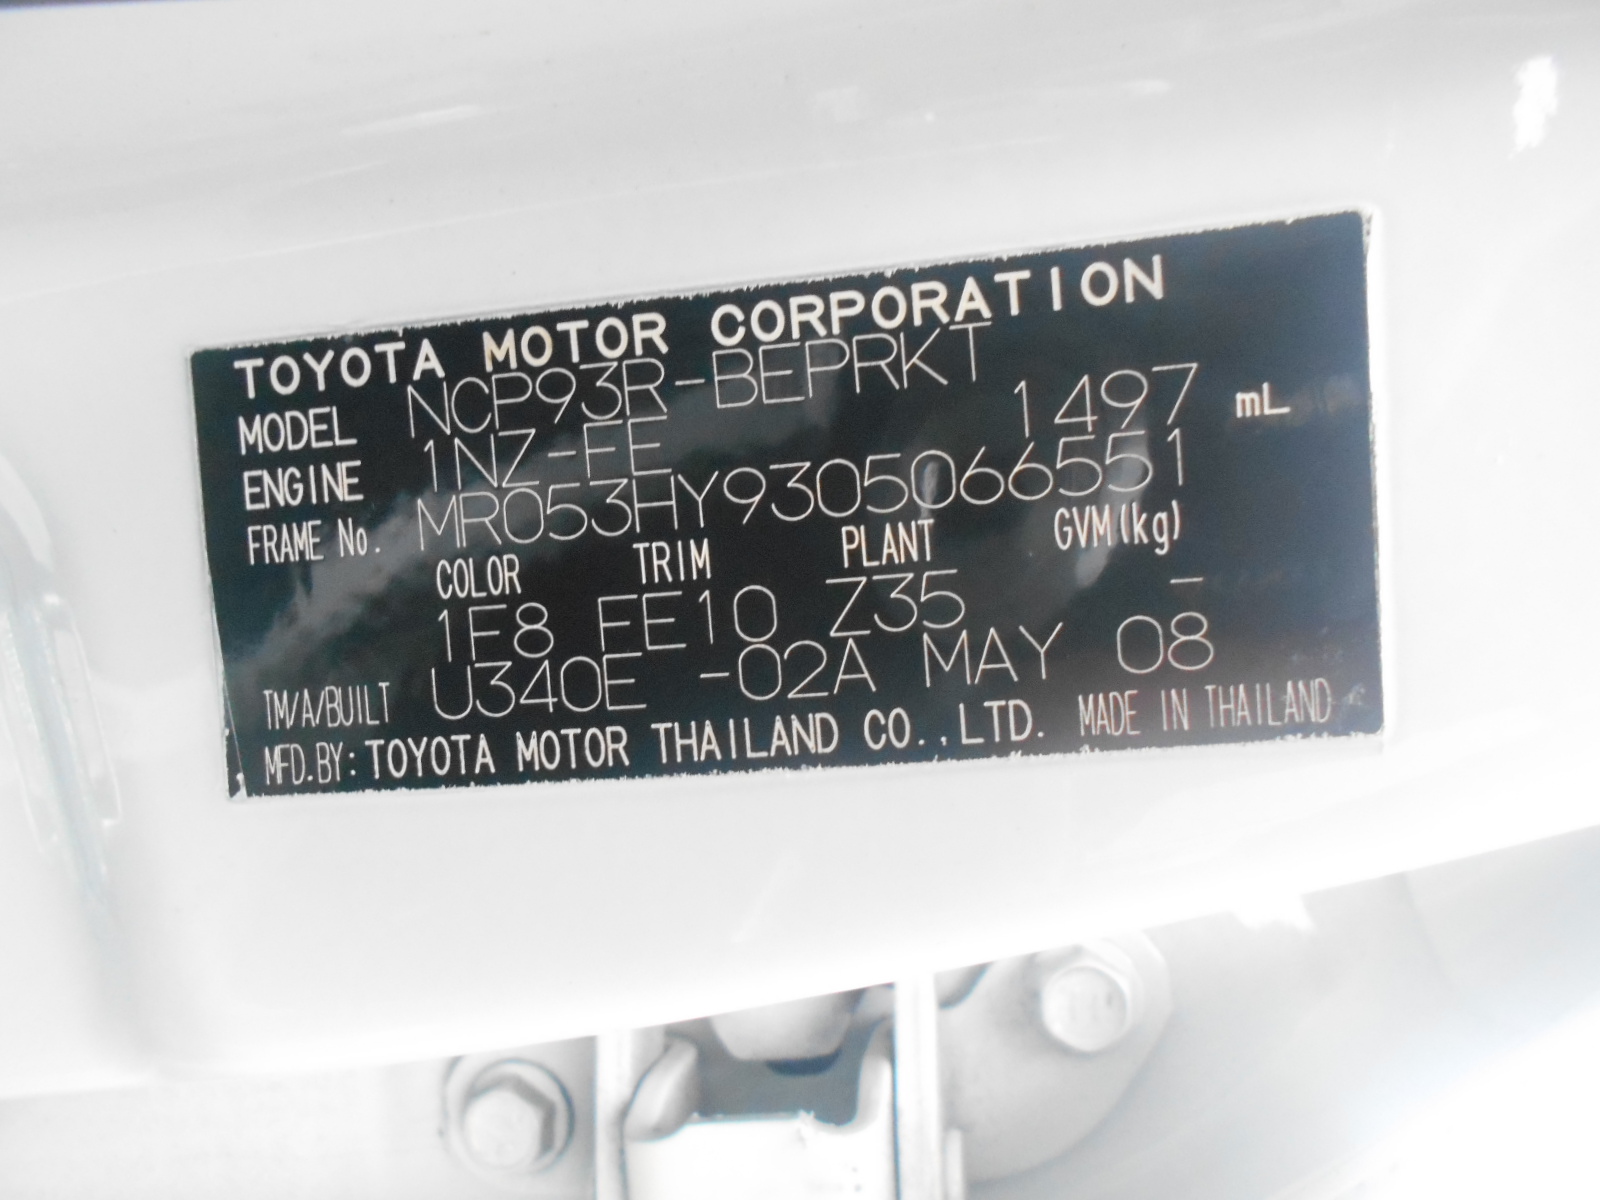 TOYOTA MOTOR CORPORATION
MODEL NCP93R-BEPRKT
ENGINE 1NZ-FE 1497 mL
FRAME No. MR053HY9305066551
COLOR TRIM PLANT GVM(kg)
1F8 FE10 Z35 -
TM/A/BUILT U340E -02A MAY 08
MFD.BY: TOYOTA MOTOR THAILAND CO.,LTD. MADE IN THAILAND